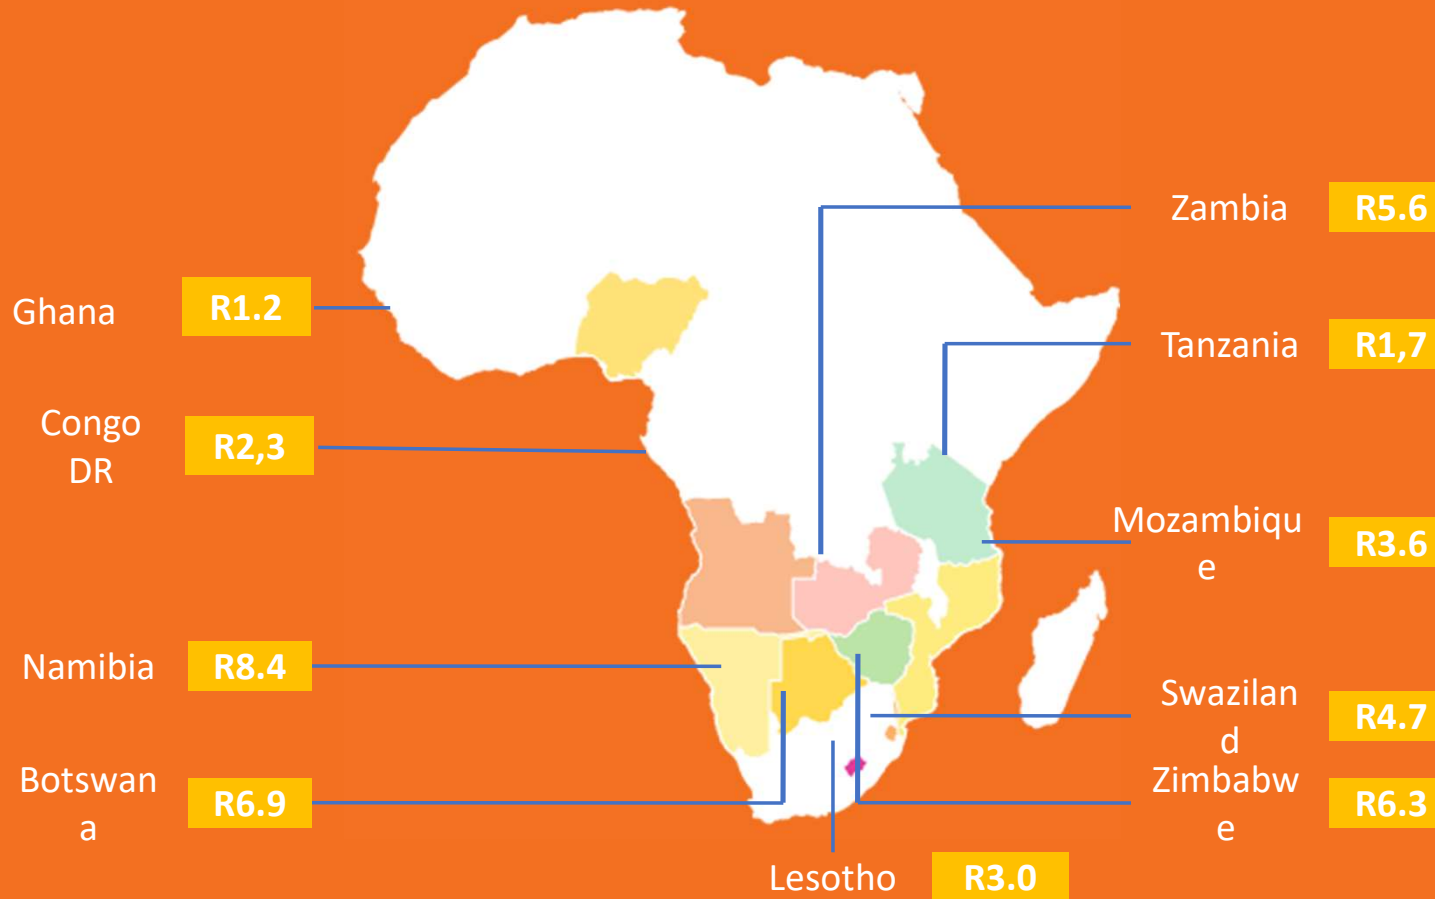 Zambia R5.6
Ghana R1.2
Tanzania R1,7
Congo
DR
R2,3
Mozambiqu
e
R3.6
Namibia R8.4
Swazilan
d
R4.7
Botswan
a
R6.9
Zimbabw
e
R6.3
Lesotho R3.0